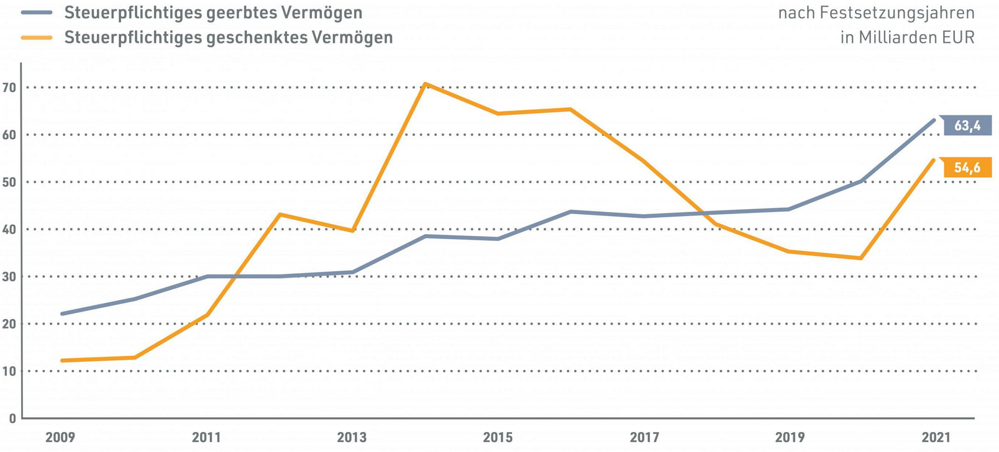 Steuerpflichtiges geerbtes Vermögen
nach Festsetzungsjahren
Steuerpflichtiges geschenktes Vermögen
in Milliarden EUR
70
60
50
40
30
20
10
0
63,4
54,6
2009 2011 2013 2015 2017 2019 2021